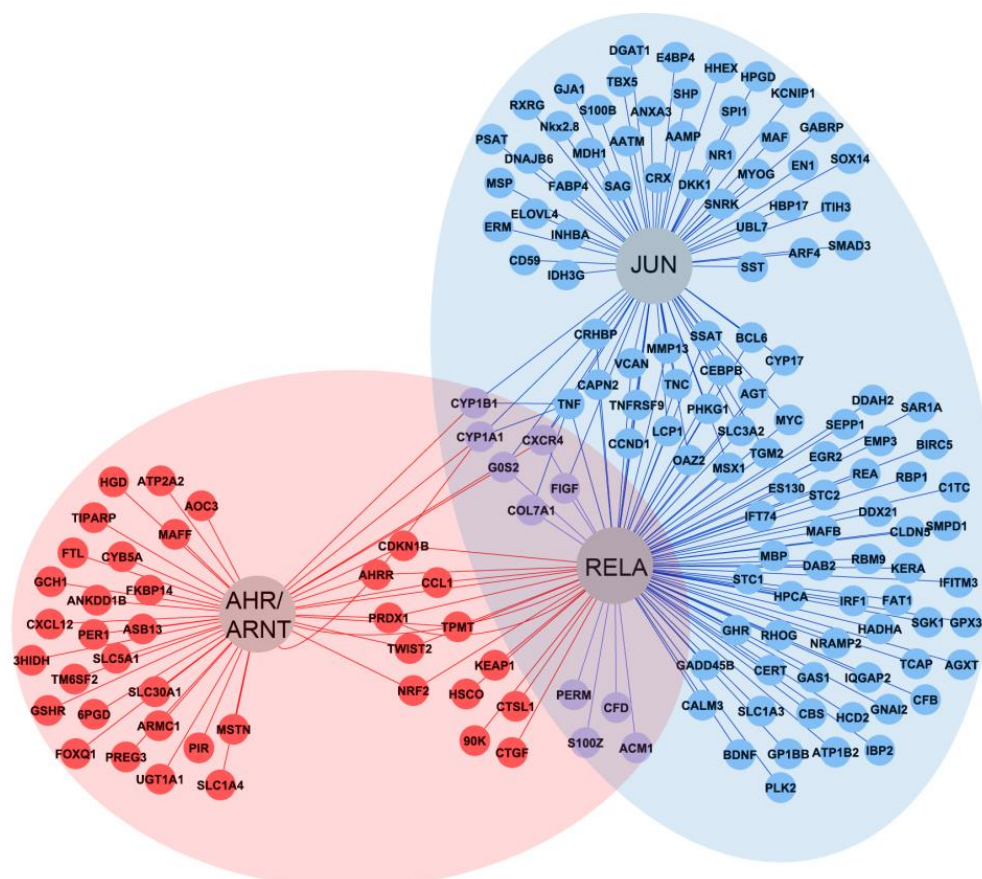 DGAT1
E4BP4
HHEX
HPGD
KCNIP1
TBX5
GJA1
SHP
RXRG
S100B
ANXA3
SPI1
GABRP
Nkx2.8
PSAT
AATM
AAMP
MAF
MDH1
NR1
SOX14
DNAJB6
EN1
MYOG
MSP
FABP4
SAG
CRX
DKK1
SNRK
HBP17
ITIH3
ELOVL4
ERM
INHBA
UBL7
SMAD3
ARF4
CD59
IDH3G
JUN
SST
CRHBP
SSAT
BCL6
MMP13
VCAN
CEBPB
CYP17
CAPN2
TNC
AGT
CYP1B1
TNF
TNFRSF9
PHKG1
DDAH2
SAR1A
MYC
SEPP1
CYP1A1
CXCR4
LCP1
SLC3A2
CCND1
EMP3
BIRC5
TGM2
EGR2
OAZ2
G0S2
MSX1
REA
RBP1
HGD
ATP2A2
FIGF
ES130
STC2
C1TC
AOC3
COL7A1
IFT74
DDX21
TIPARP
SMPD1
MAFF
MAFB
CLDN5
CDKN1B
FTL
CYB5A
MBP
RBM9
RELA
DAB2
KERA
AHRR
GCH1
CCL1
STC1
IFITM3
FKBP14
HPCA
ANKDD1B
AHR/
ARNT
IRF1
FAT1
CXCL12
PRDX1
SGK1
GPX3
PER1
ASB13
TPMT
GHR
HADHA
RHOG
NRAMP2
TWIST2
3HIDH
SLC5A1
KEAP1
GADD45B
TCAP
AGXT
CERT
TM6SF2
GAS1
IQGAP2
SLC30A1
NRF2
HSCO
PERM
CFB
GSHR
CTSL1
CALM3
CFD
SLC1A3
GNAI2
6PGD
CBS
HCD2
ARMC1
MSTN
90K
S100Z
ACM1
FOXQ1
PIR
CTGF
ATP1B2
IBP2
PREG3
BDNF
GP1BB
UGT1A1
SLC1A4
PLK2